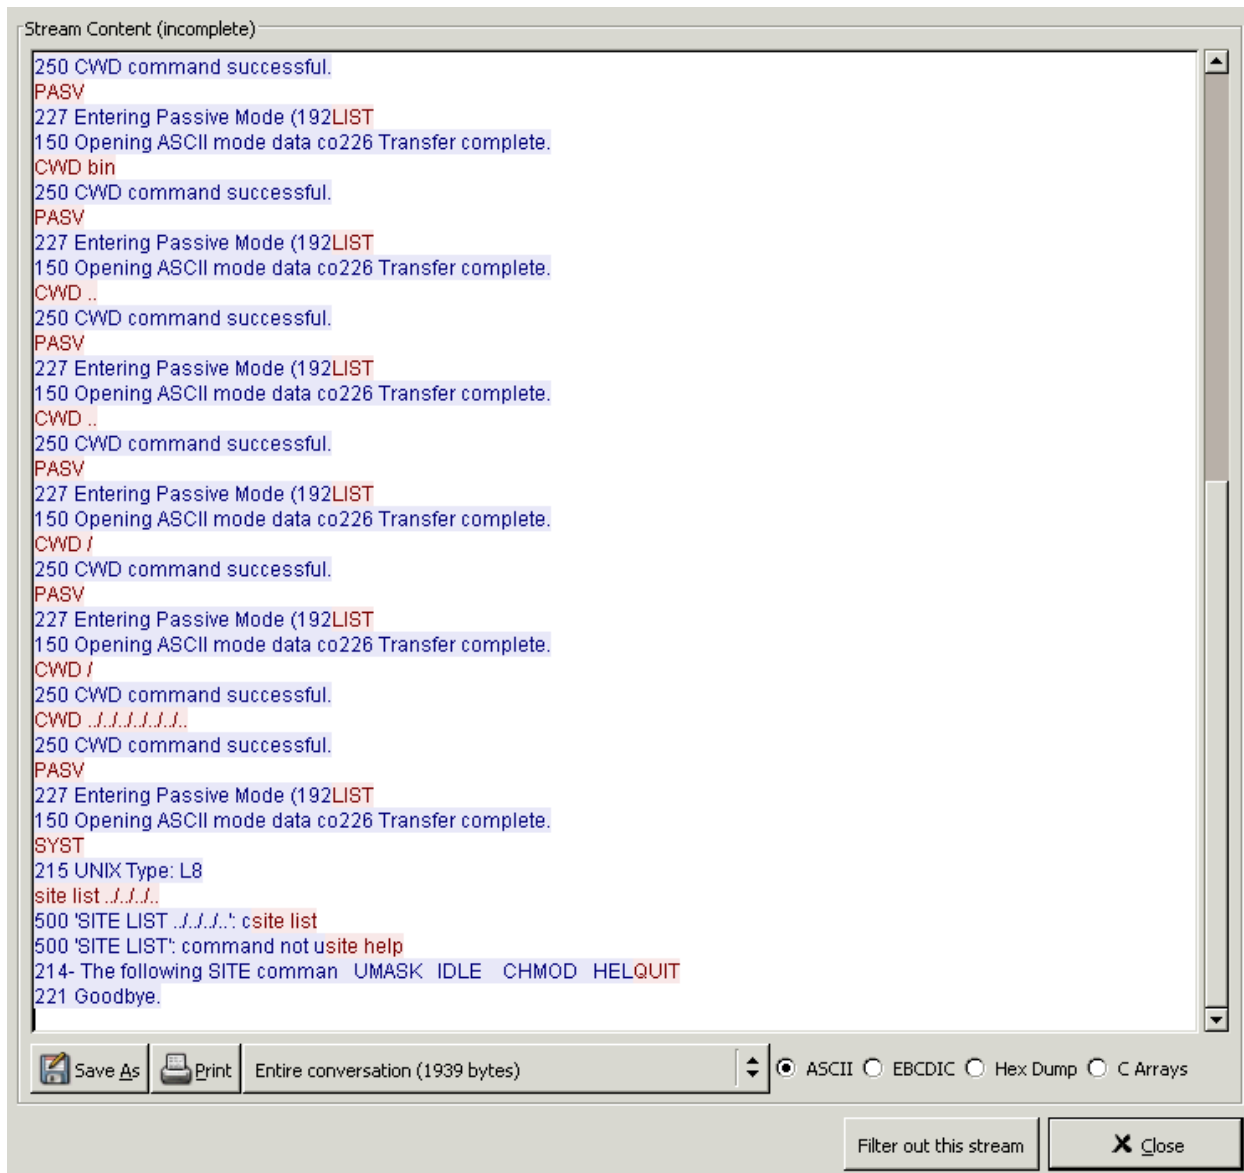 Stream Content (incomplete)
250 CWD command successful.
PASV
227 Entering Passive Mode (192LIST
150 Opening ASCII mode data co226 Transfer complete.
CWD bin
250 CWD command successful.
PASV
227 Entering Passive Mode (192LIST
150 Opening ASCII mode data co226 Transfer complete.
CWD ..
250 CWD command successful.
PASV
227 Entering Passive Mode (192LIST
150 Opening ASCII mode data co226 Transfer complete.
CWD ..
250 CWD command successful.
PASV
227 Entering Passive Mode (192LIST
150 Opening ASCII mode data co226 Transfer complete.
CWD /
250 CWD command successful.
PASV
227 Entering Passive Mode (192LIST
150 Opening ASCII mode data co226 Transfer complete.
CWD /
250 CWD command successful.
CWD ../././././././..
250 CWD command successful.
PASV
227 Entering Passive Mode (192LIST
150 Opening ASCII mode data co226 Transfer complete.
SYST
215 UNIX Type: L8
site list ../././..
500 'SITE LIST ../././..': csite list
500 'SITE LIST': command not usite help
214- The following SITE comman   UMASK   IDLE    CHMOD   HELQUIT
221 Goodbye.
Save As Print Entire conversation (1939 bytes) ASCII EBCDIC Hex Dump C Arrays
Filter out this stream Close